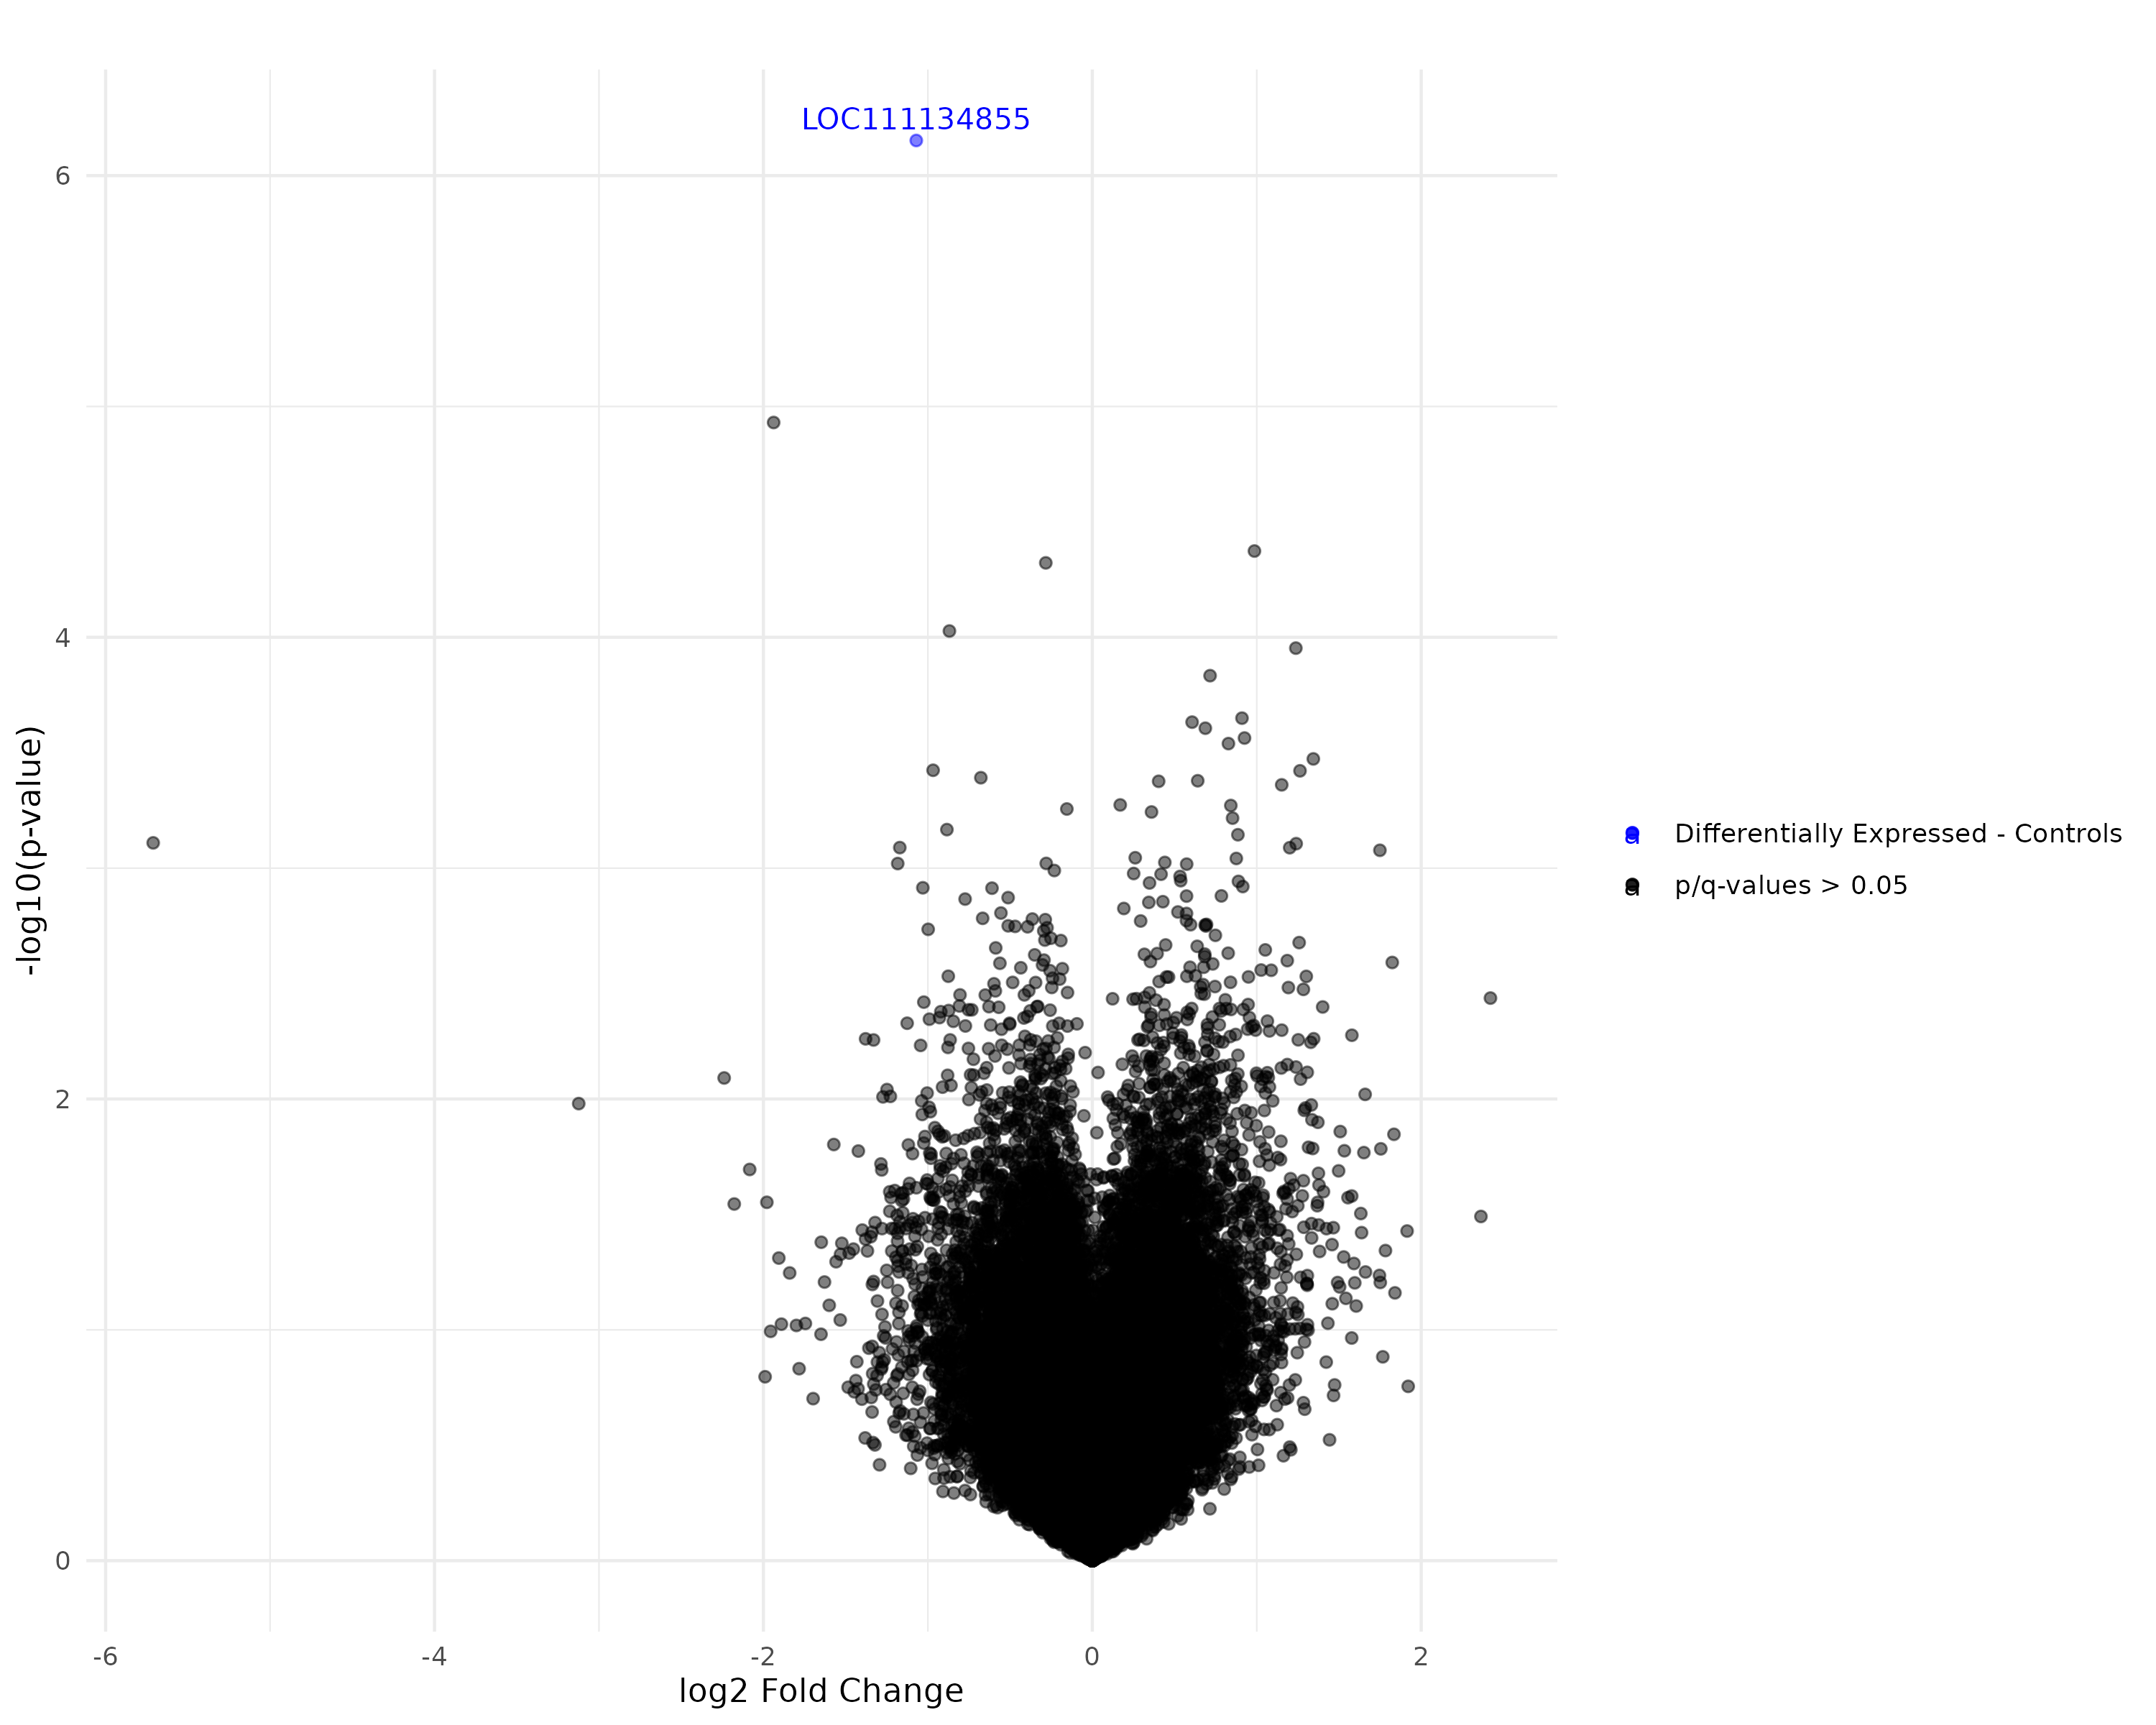 LOC111134855
6
4
2
0
-log10(p-value)
-6
-4
-2
0
2
log2 Fold Change
a Differentially Expressed - Controls
a p/q-values > 0.05